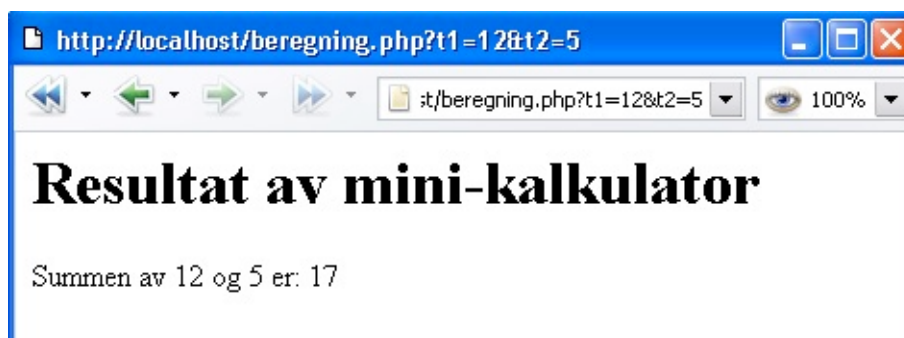 http://localhost/beregning.php?t1=12&t2=5
st/beregning.php?t1=12&t2=5
100%
Resultat av mini-kalkulator
Summen av 12 og 5 er: 17